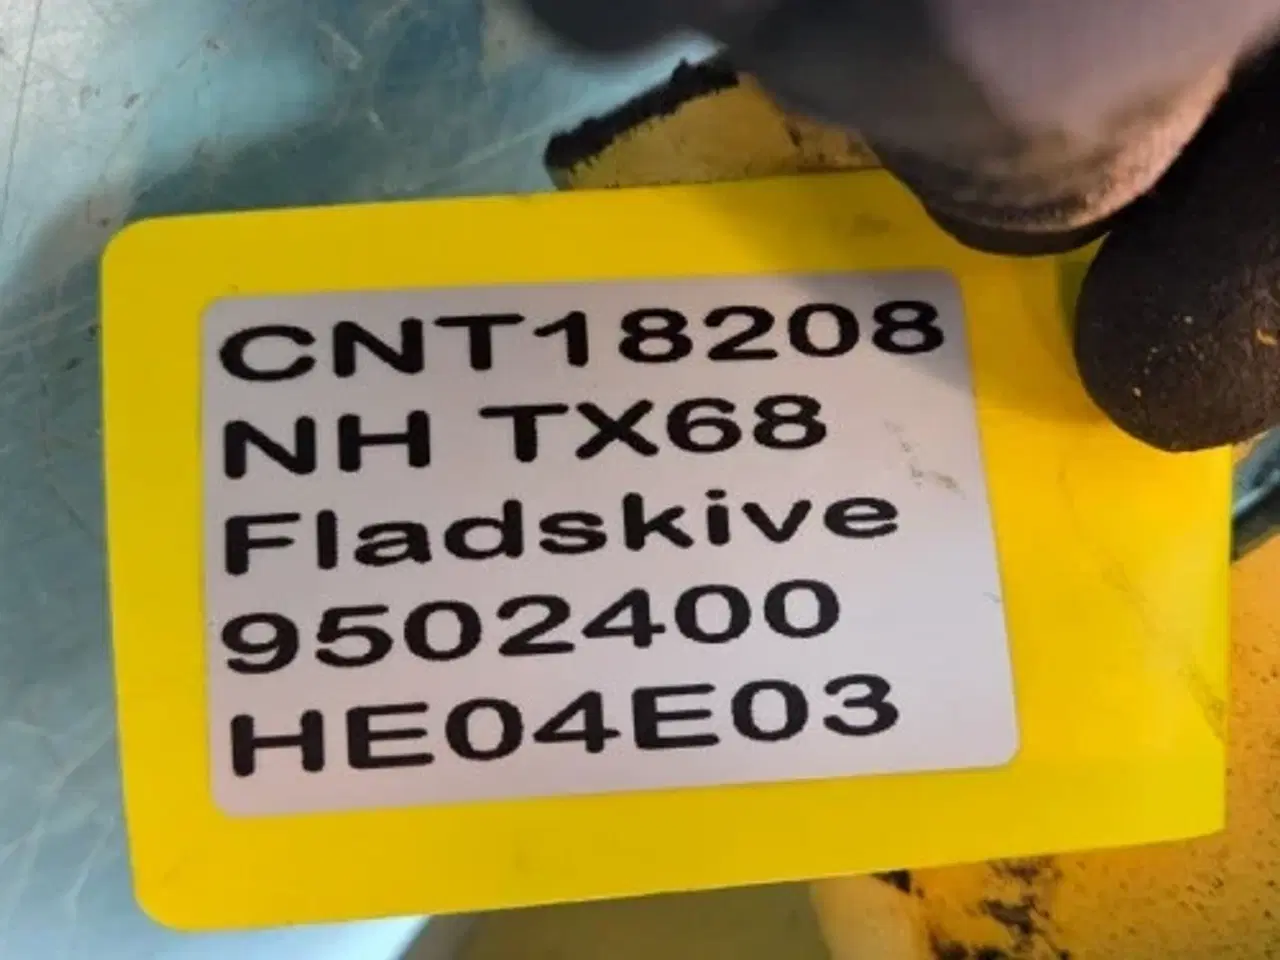 CNT18208
NH TX68
Fladskive
9502400
HE04E03